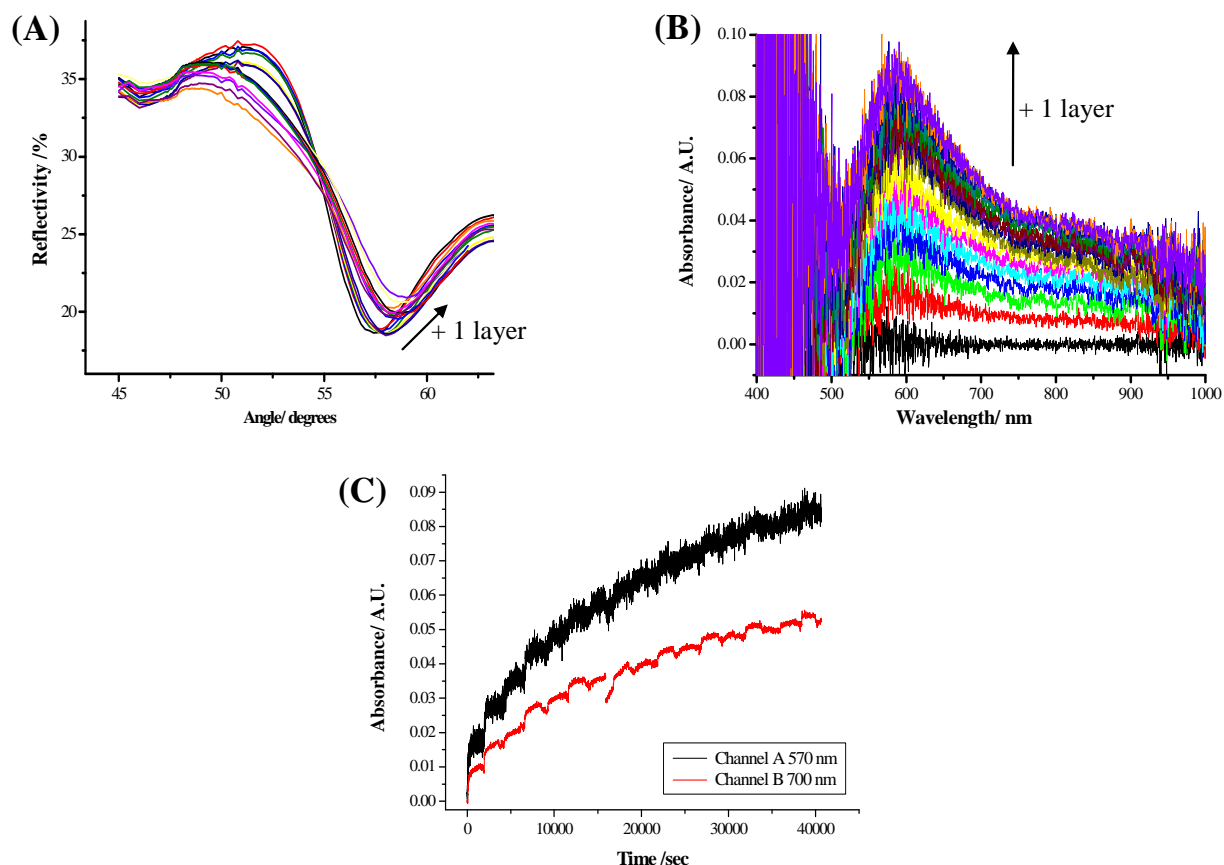 (A)
35
30
25
20
45 50 55 60
Reflectivity /%
Angle/ degrees
+ 1 layer
(B)
0.10
0.08
0.06
0.04
0.02
0.00
400 500 600 700 800 900 1000
Absorbance/ A.U.
Wavelength/ nm
+ 1 layer
(C)
0.09
0.08
0.07
0.06
0.05
0.04
0.03
0.02
0.01
0.00
0 10000 20000 30000 40000
Absorbance/ A.U.
Time /sec
Channel A 570 nm
Channel B 700 nm